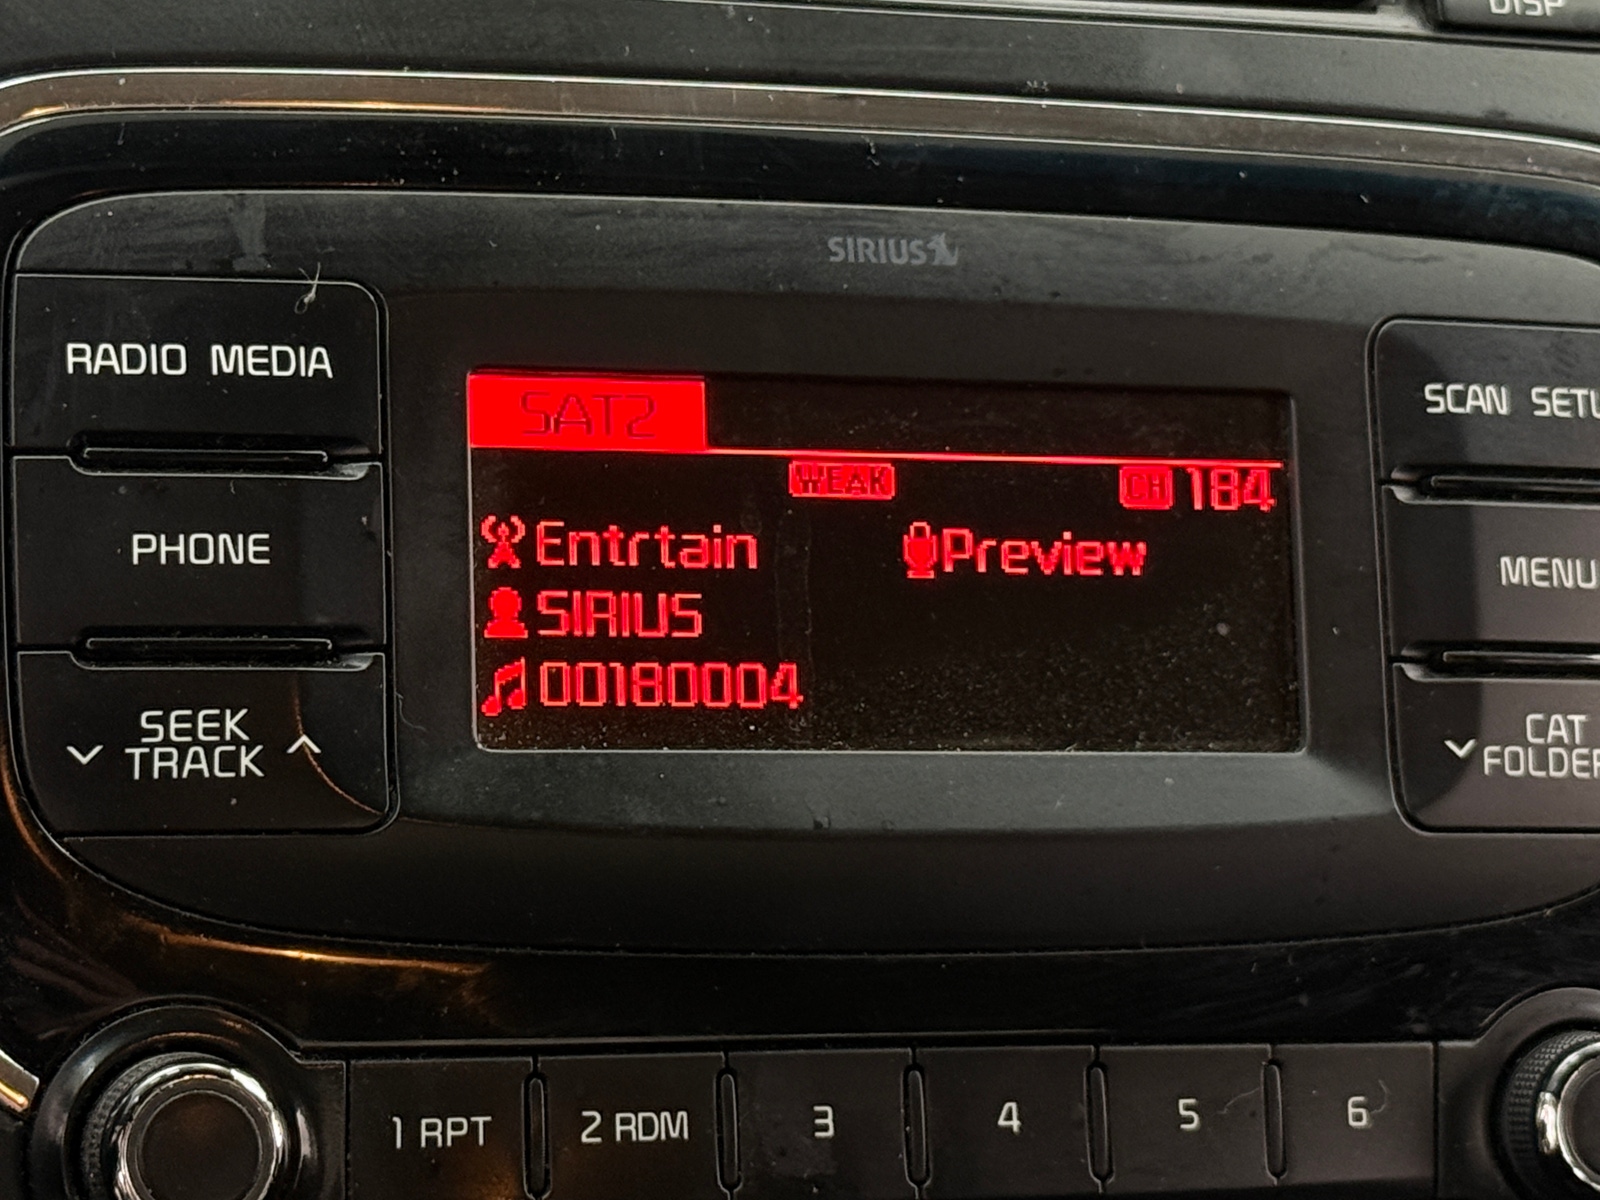 DISP
SIRIUS
RADIO MEDIA
SAT2
SCAN SETU
WEAK
CH 184
PHONE
Entrtain
Preview
MENU
SIRIUS
00180004
SEEK
TRACK
CAT
FOLDER
1 RPT
2 RDM
3
4
5
6